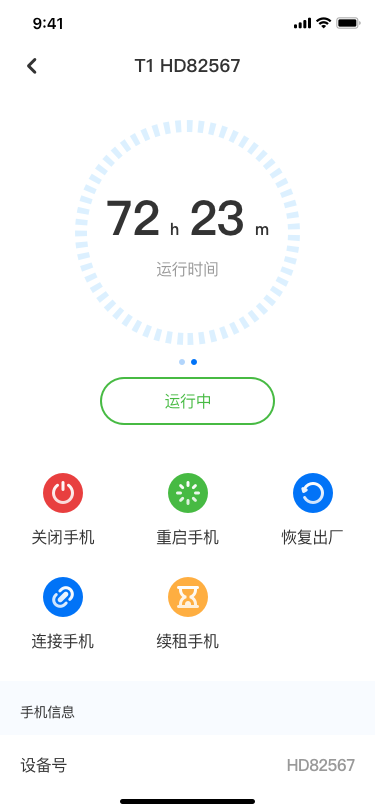 9:41
T1 HD82567
72 h 23 m
运行时间
运行中
关闭手机 重启手机 恢复出厂
连接手机 续租手机
手机信息
设备号 HD82567